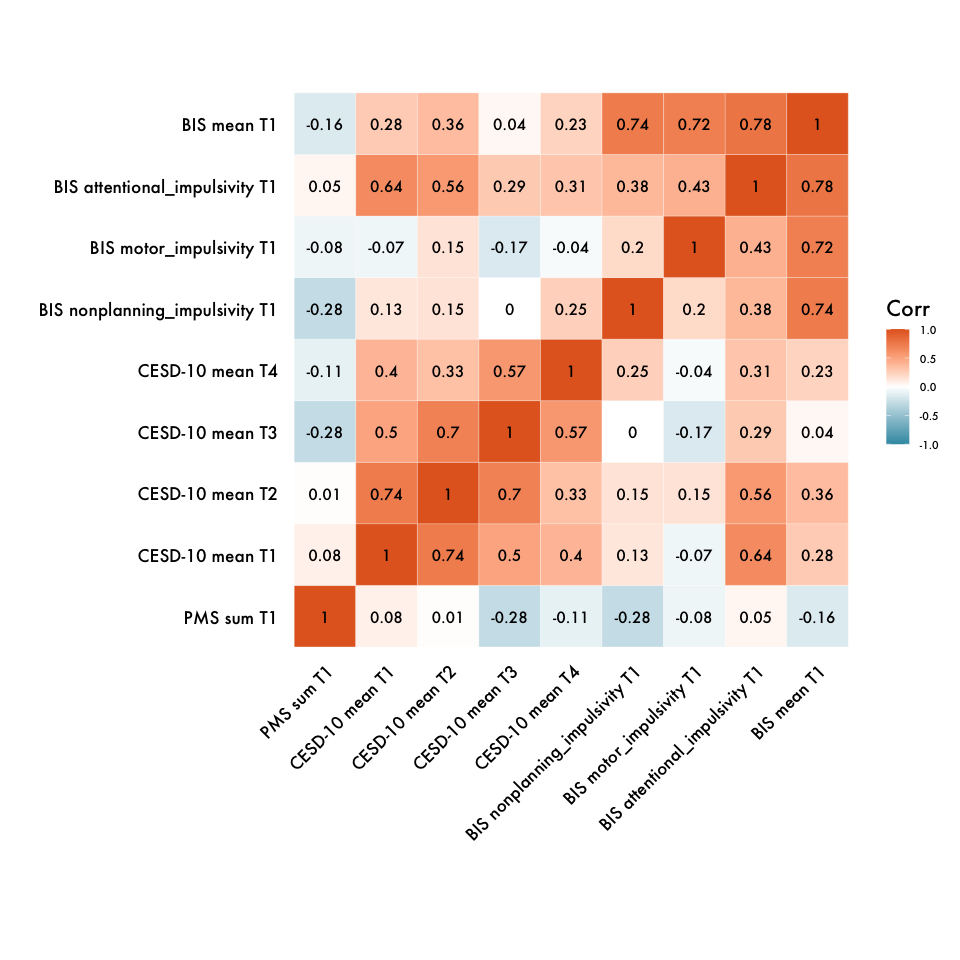 BIS mean T1 -0.16 0.28 0.36 0.04 0.23 0.74 0.72 0.78 1
BIS attentional_impulsivity T1 0.05 0.64 0.56 0.29 0.31 0.38 0.43 1 0.78
BIS motor_impulsivity T1 -0.08 -0.07 0.15 -0.17 -0.04 0.2 1 0.43 0.72
BIS nonplanning_impulsivity T1 -0.28 0.13 0.15 0 0.25 1 0.2 0.38 0.74
CESD-10 mean T4 -0.11 0.4 0.33 0.57 1 0.25 -0.04 0.31 0.23
CESD-10 mean T3 -0.28 0.5 0.7 1 0.57 0 -0.17 0.29 0.04
CESD-10 mean T2 0.01 0.74 1 0.7 0.33 0.15 0.15 0.56 0.36
CESD-10 mean T1 0.08 1 0.74 0.5 0.4 0.13 -0.07 0.64 0.28
PMS sum T1 1 0.08 0.01 -0.28 -0.11 -0.28 -0.08 0.05 -0.16
PMS sum T1
CESD-10 mean T1
CESD-10 mean T2
CESD-10 mean T3
CESD-10 mean T4
BIS nonplanning_impulsivity T1
BIS motor_impulsivity T1
BIS attentional_impulsivity T1
BIS mean T1
Corr
1.0
0.5
0.0
-0.5
-1.0